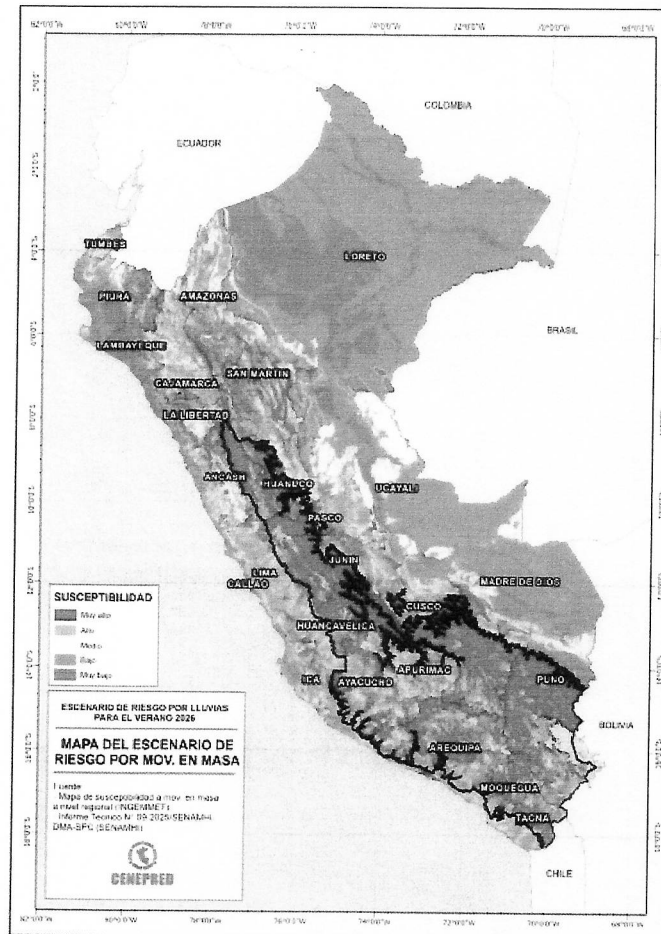 COLOMBIA
ECUADOR
TUMBES
LORETO
PIURA
AMAZONAS
BRASIL
LAMBAYEQUE
SAN MARTIN
CAJAMARCA
LA LIBERTAD
ANCASH
HUANUCO
UCAYALI
PASCO
JUNIN
LIMA
CALLAO
MADRE DE DIOS
CUSCO
HUANCAVELICA
APURIMAC
ICA
AYACUCHO
PUNO
BOLIVIA
AREQUIPA
MOQUEGUA
TACNA
CHILE
SUSCEPTIBILIDAD
Muy alto
Alto
Medio
Bajo
Muy bajo
ESCENARIO DE RIESGO POR LLUVIAS
PARA EL VERANO 2026
MAPA DEL ESCENARIO DE
RIESGO POR MOV. EN MASA
Fuente
Mapa de susceptibilidad a mov. en masa
a nivel regional (INGEMMET)
Informe Técnico N° 09-2025/SENAMHI
DMA-SPC (SENAMHI)
CENEPRED